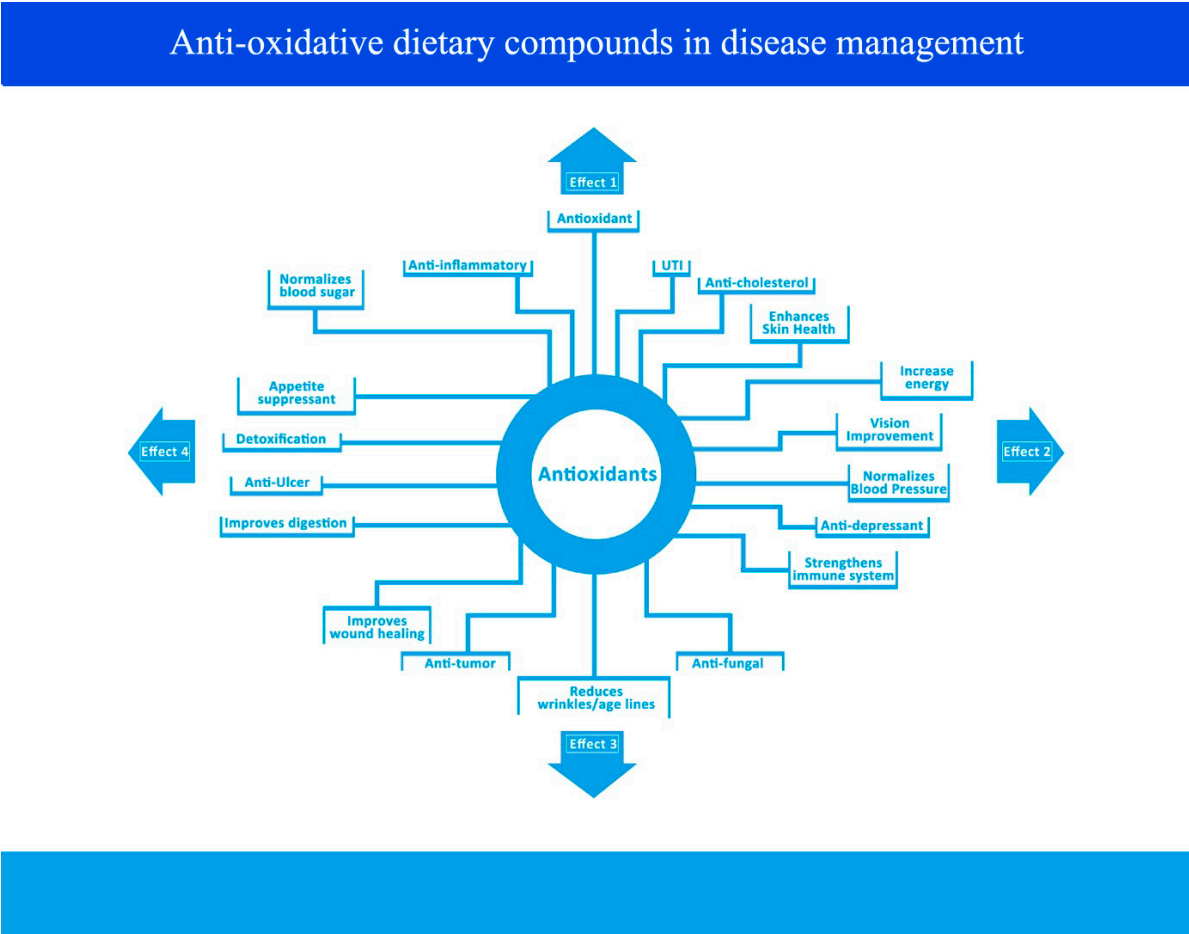 Anti-oxidative dietary compounds in disease management
Effect 1
Antioxidant
Anti-inflammatory
UTI
Normalizes
blood sugar
Anti-cholesterol
Enhances
Skin Health
Increase
energy
Appetite
suppressant
Vision
Improvement
Detoxification
Effect 4
Effect 2
Antioxidants
Anti-Ulcer
Normalizes
Blood Pressure
Improves digestion
Anti-depressant
Strengthens
immune system
Improves
wound healing
Anti-tumor
Anti-fungal
Reduces
wrinkles/age lines
Effect 3